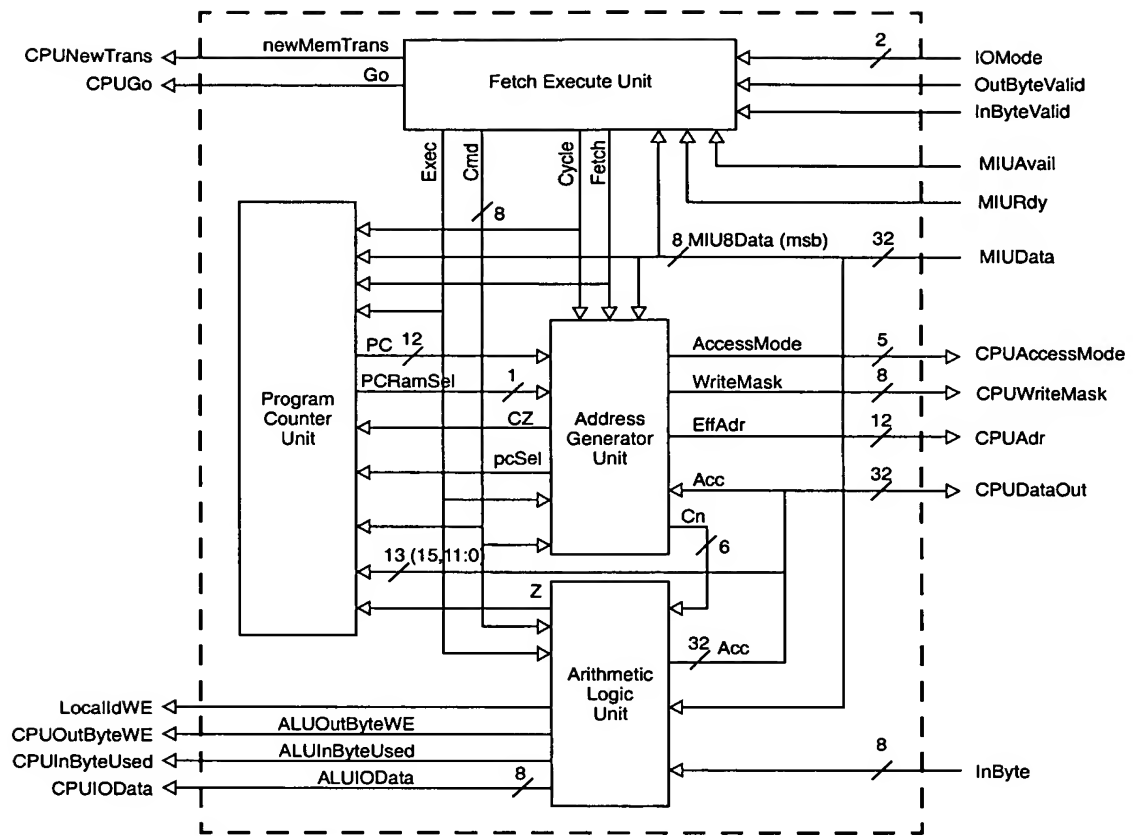 newMemTrans
CPUNewTrans
Go
CPUGo
Fetch Execute Unit
2
IOMode
OutByteValid
InByteValid
Exec
Cmd
Cycle
Fetch
MIUAvail
MIURdy
8
8 MIU8Data (msb)
32
MIUData
PC 12
PCRamSel 1
CZ
pcSel
Program
Counter
Unit
Address
Generator
Unit
AccessMode 5
CPUAccessMode
WriteMask 8
CPUWriteMask
EffAdr 12
CPUAdr
Acc 32
CPUDataOut
Cn
6
13 (15,11:0)
Z
32 Acc
Arithmetic
Logic
Unit
LocalIdWE
CPUOutByteWE
ALUOutByteWE
CPUInByteUsed
ALUInByteUsed
CPUIOData
ALUIOData 8
8
InByte